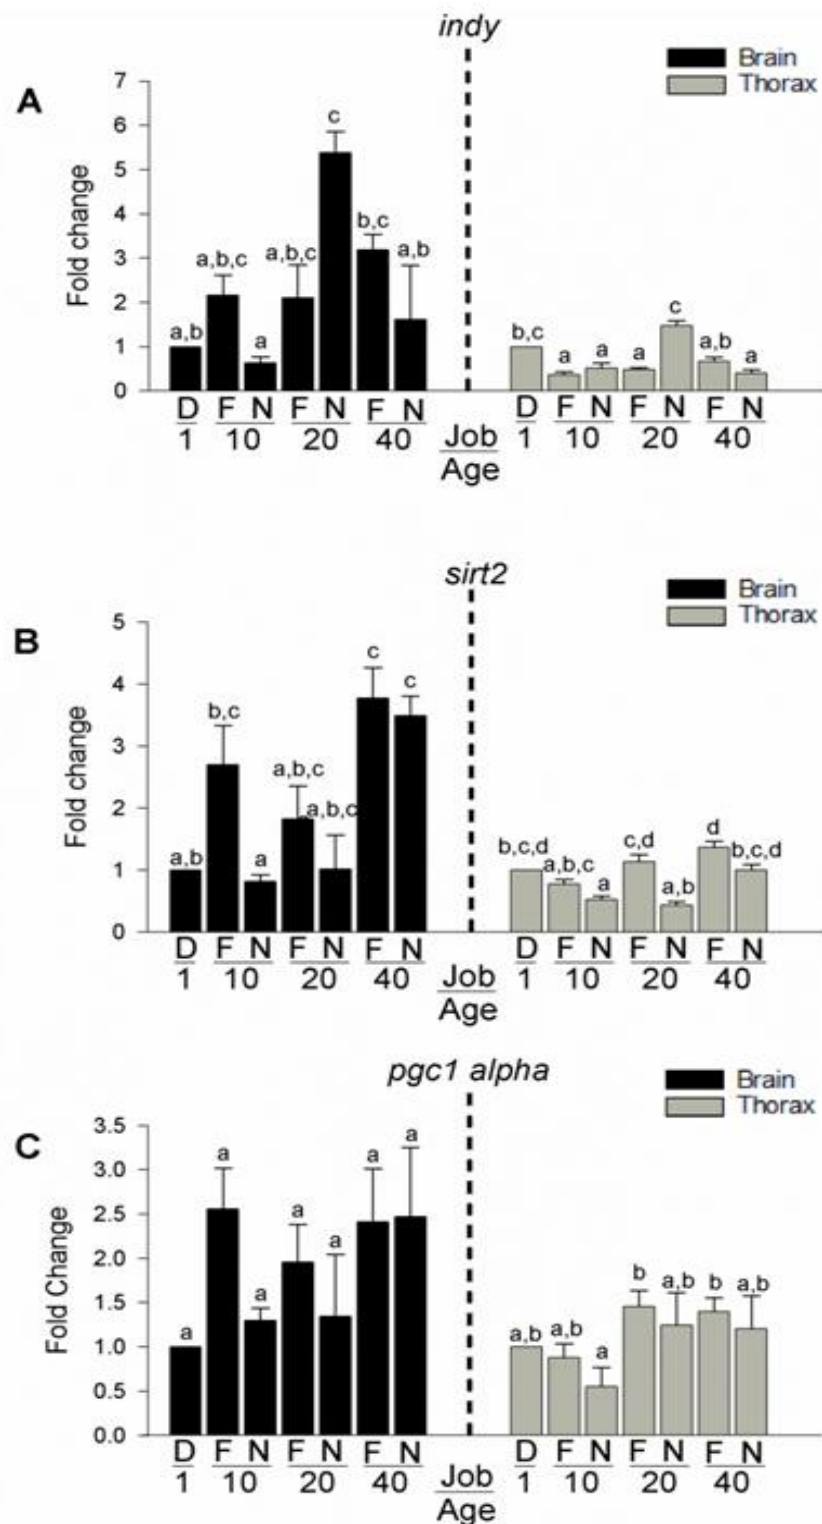 indy
A
Brain
Thorax
Fold change
7
6
5
4
3
2
1
0
a,b a,b,c a a,b,c c b,c a,b
b,c a a a c a,b a
D F N F N F N
1 10 20 40
Job
Age
D F N F N F N
1 10 20 40
sirt2
B
Brain
Thorax
Fold change
5
4
3
2
1
0
a,b b,c a a,b,c a,b,c c c
b,c,d a,b,c a c,d a,b d b,c,d
D F N F N F N
1 10 20 40
Job
Age
D F N F N F N
1 10 20 40
pgc1 alpha
C
Brain
Thorax
Fold Change
3.5
3.0
2.5
2.0
1.5
1.0
0.5
0.0
a a a a a a a
a,b a,b a b a,b b a,b
D F N F N F N
1 10 20 40
Job
Age
D F N F N F N
1 10 20 40